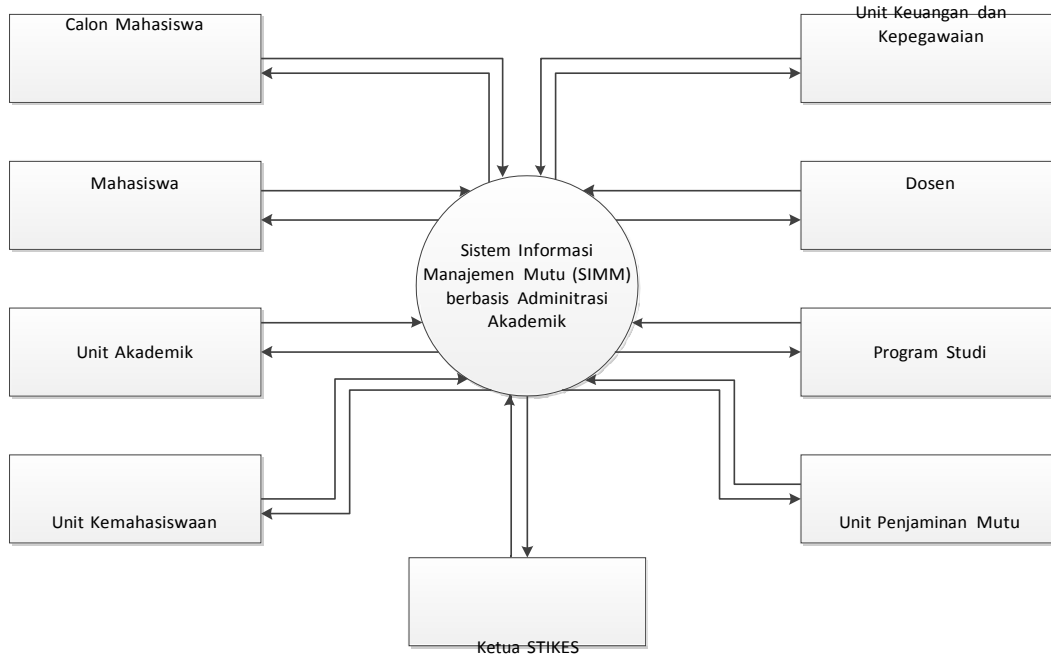 Calon Mahasiswa
Unit Keuangan dan
Kepegawaian
Mahasiswa
Dosen
Sistem Informasi
Manajemen Mutu (SIMM)
berbasis Adminitrasi
Akademik
Unit Akademik
Program Studi
Unit Kemahasiswaan
Unit Penjaminan Mutu
Ketua STIKES